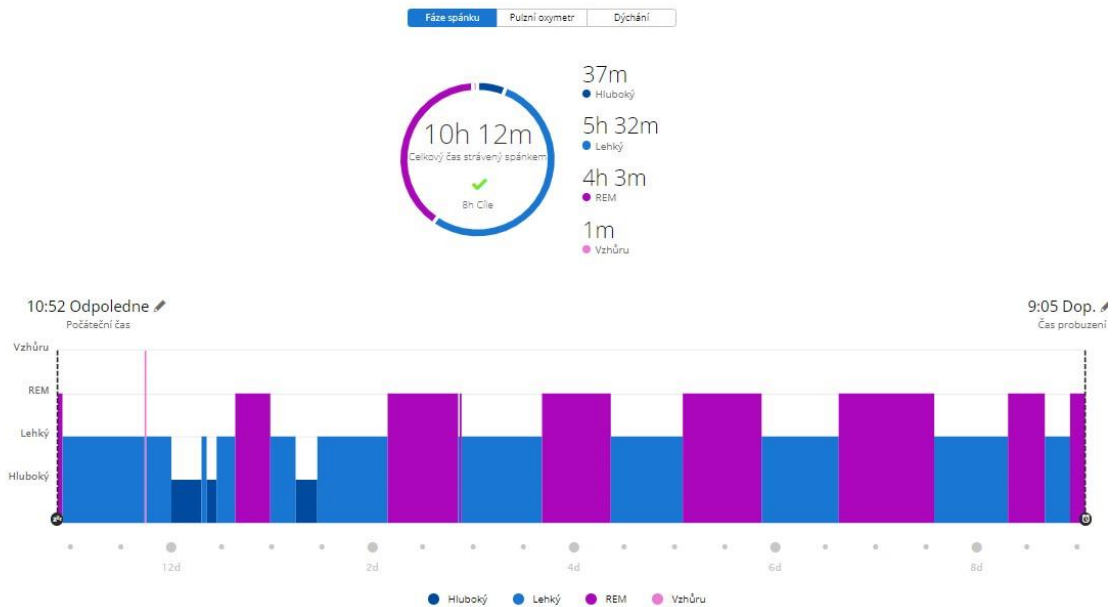 Fáze spánku
Pulzní oxymetr
Dýchání
37m
Hluboký
5h 32m
Lehký
4h 3m
REM
1m
Vzhůru
10h 12m
Celkový čas strávený spánkem
8h Cíle
10:52 Odpoledne
Počáteční čas
9:05 Dop.
Čas probuzení
Vzhůru
REM
Lehký
Hluboký
12d
2d
4d
6d
8d
Hluboký
Lehký
REM
Vzhůru